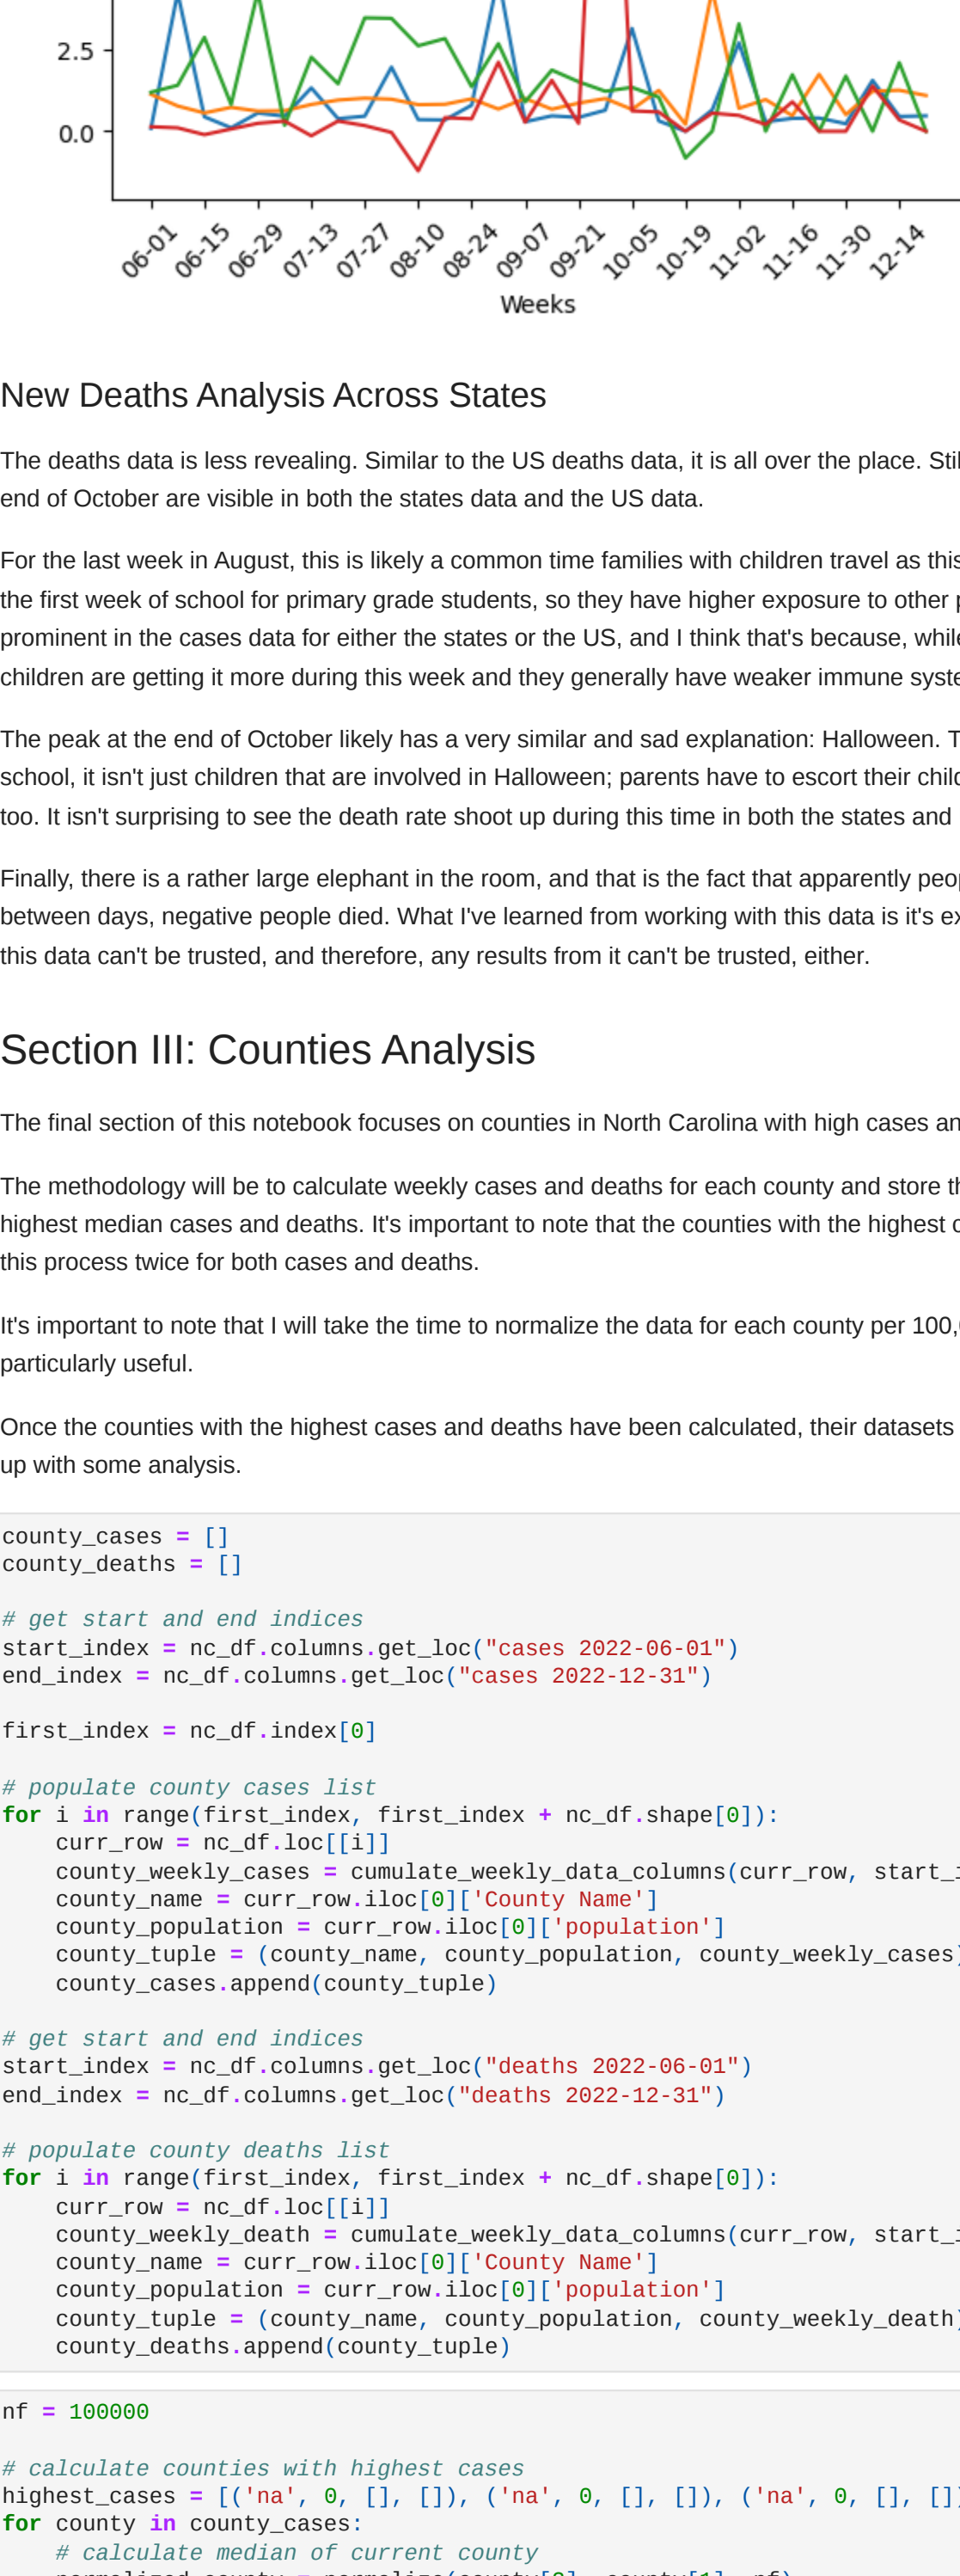 2.5
0.0
06-01 06-15 06-29 07-13 07-27 08-10 08-24 09-07 09-21 10-05 10-19 11-02 11-16 11-30 12-14
Weeks
New Deaths Analysis Across States
The deaths data is less revealing. Similar to the US deaths data, it is all over the place.
end of October are visible in both the states data and the US data.
For the last week in August, this is likely a common time families with children travel as this
the first week of school for primary grade students, so they have higher exposure to other
prominent in the cases data for either the states or the US, and I think that's because,
children are getting it more during this week and they generally have weaker immune
The peak at the end of October likely has a very similar and sad explanation: Halloween.
school, it isn't just children that are involved in Halloween; parents have to escort their
too. It isn't surprising to see the death rate shoot up during this time in both the states and
Finally, there is a rather large elephant in the room, and that is the fact that apparently
between days, negative people died. What I've learned from working with this data is it's
this data can't be trusted, and therefore, any results from it can't be trusted, either.
Section III: Counties Analysis
The final section of this notebook focuses on counties in North Carolina with high cases
The methodology will be to calculate weekly cases and deaths for each county and store
highest median cases and deaths. It's important to note that the counties with the highest
this process twice for both cases and deaths.
It's important to note that I will take the time to normalize the data for each county per
particularly useful.
Once the counties with the highest cases and deaths have been calculated, their datasets
up with some analysis.
county_cases = []
county_deaths = []
# get start and end indices
start_index = nc_df.columns.get_loc("cases 2022-06-01")
end_index = nc_df.columns.get_loc("cases 2022-12-31")
first_index = nc_df.index[0]
# populate county cases list
for i in range(first_index, first_index + nc_df.shape[0]):
    curr_row = nc_df.loc[[i]]
    county_weekly_cases = cumulate_weekly_data_columns(curr_row,
    county_name = curr_row.iloc[0]['County Name']
    county_population = curr_row.iloc[0]['population']
    county_tuple = (county_name, county_population, county_weekly_cases)
    county_cases.append(county_tuple)
# get start and end indices
start_index = nc_df.columns.get_loc("deaths 2022-06-01")
end_index = nc_df.columns.get_loc("deaths 2022-12-31")
# populate county deaths list
for i in range(first_index, first_index + nc_df.shape[0]):
    curr_row = nc_df.loc[[i]]
    county_weekly_death = cumulate_weekly_data_columns(curr_row,
    county_name = curr_row.iloc[0]['County Name']
    county_population = curr_row.iloc[0]['population']
    county_tuple = (county_name, county_population, county_weekly_death)
    county_deaths.append(county_tuple)
nf = 100000
# calculate counties with highest cases
highest_cases = [('na', 0, [], []), ('na', 0, [], []), ('na', 0, [], [])
for county in county_cases:
    # calculate median of current county